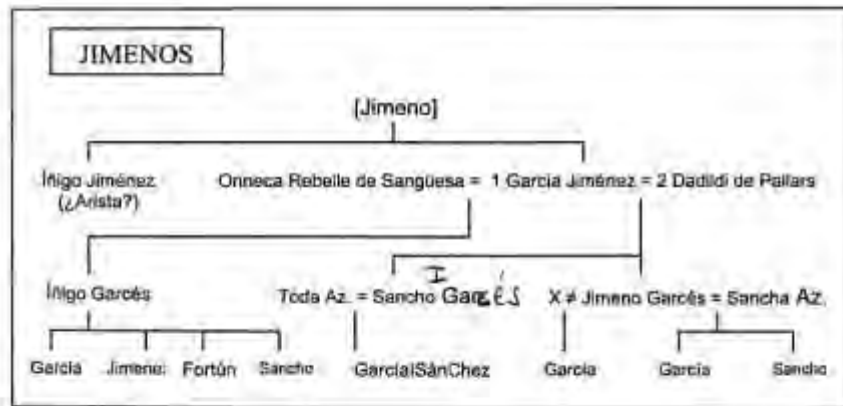 JIMENOS
[Jimeno]
Íñigo Jiménez Onneca Rebelle de Sangüesa = 1 García Jiménez = 2 Dadildi de Pallars
(¿Arista?)
Íñigo Garcés Toda Az. = Sancho I Garcés X ≠ Jimeno Garcés = Sancha Az.
García Jimeno Fortún Sancho GarcíaISánChez García García Sancho